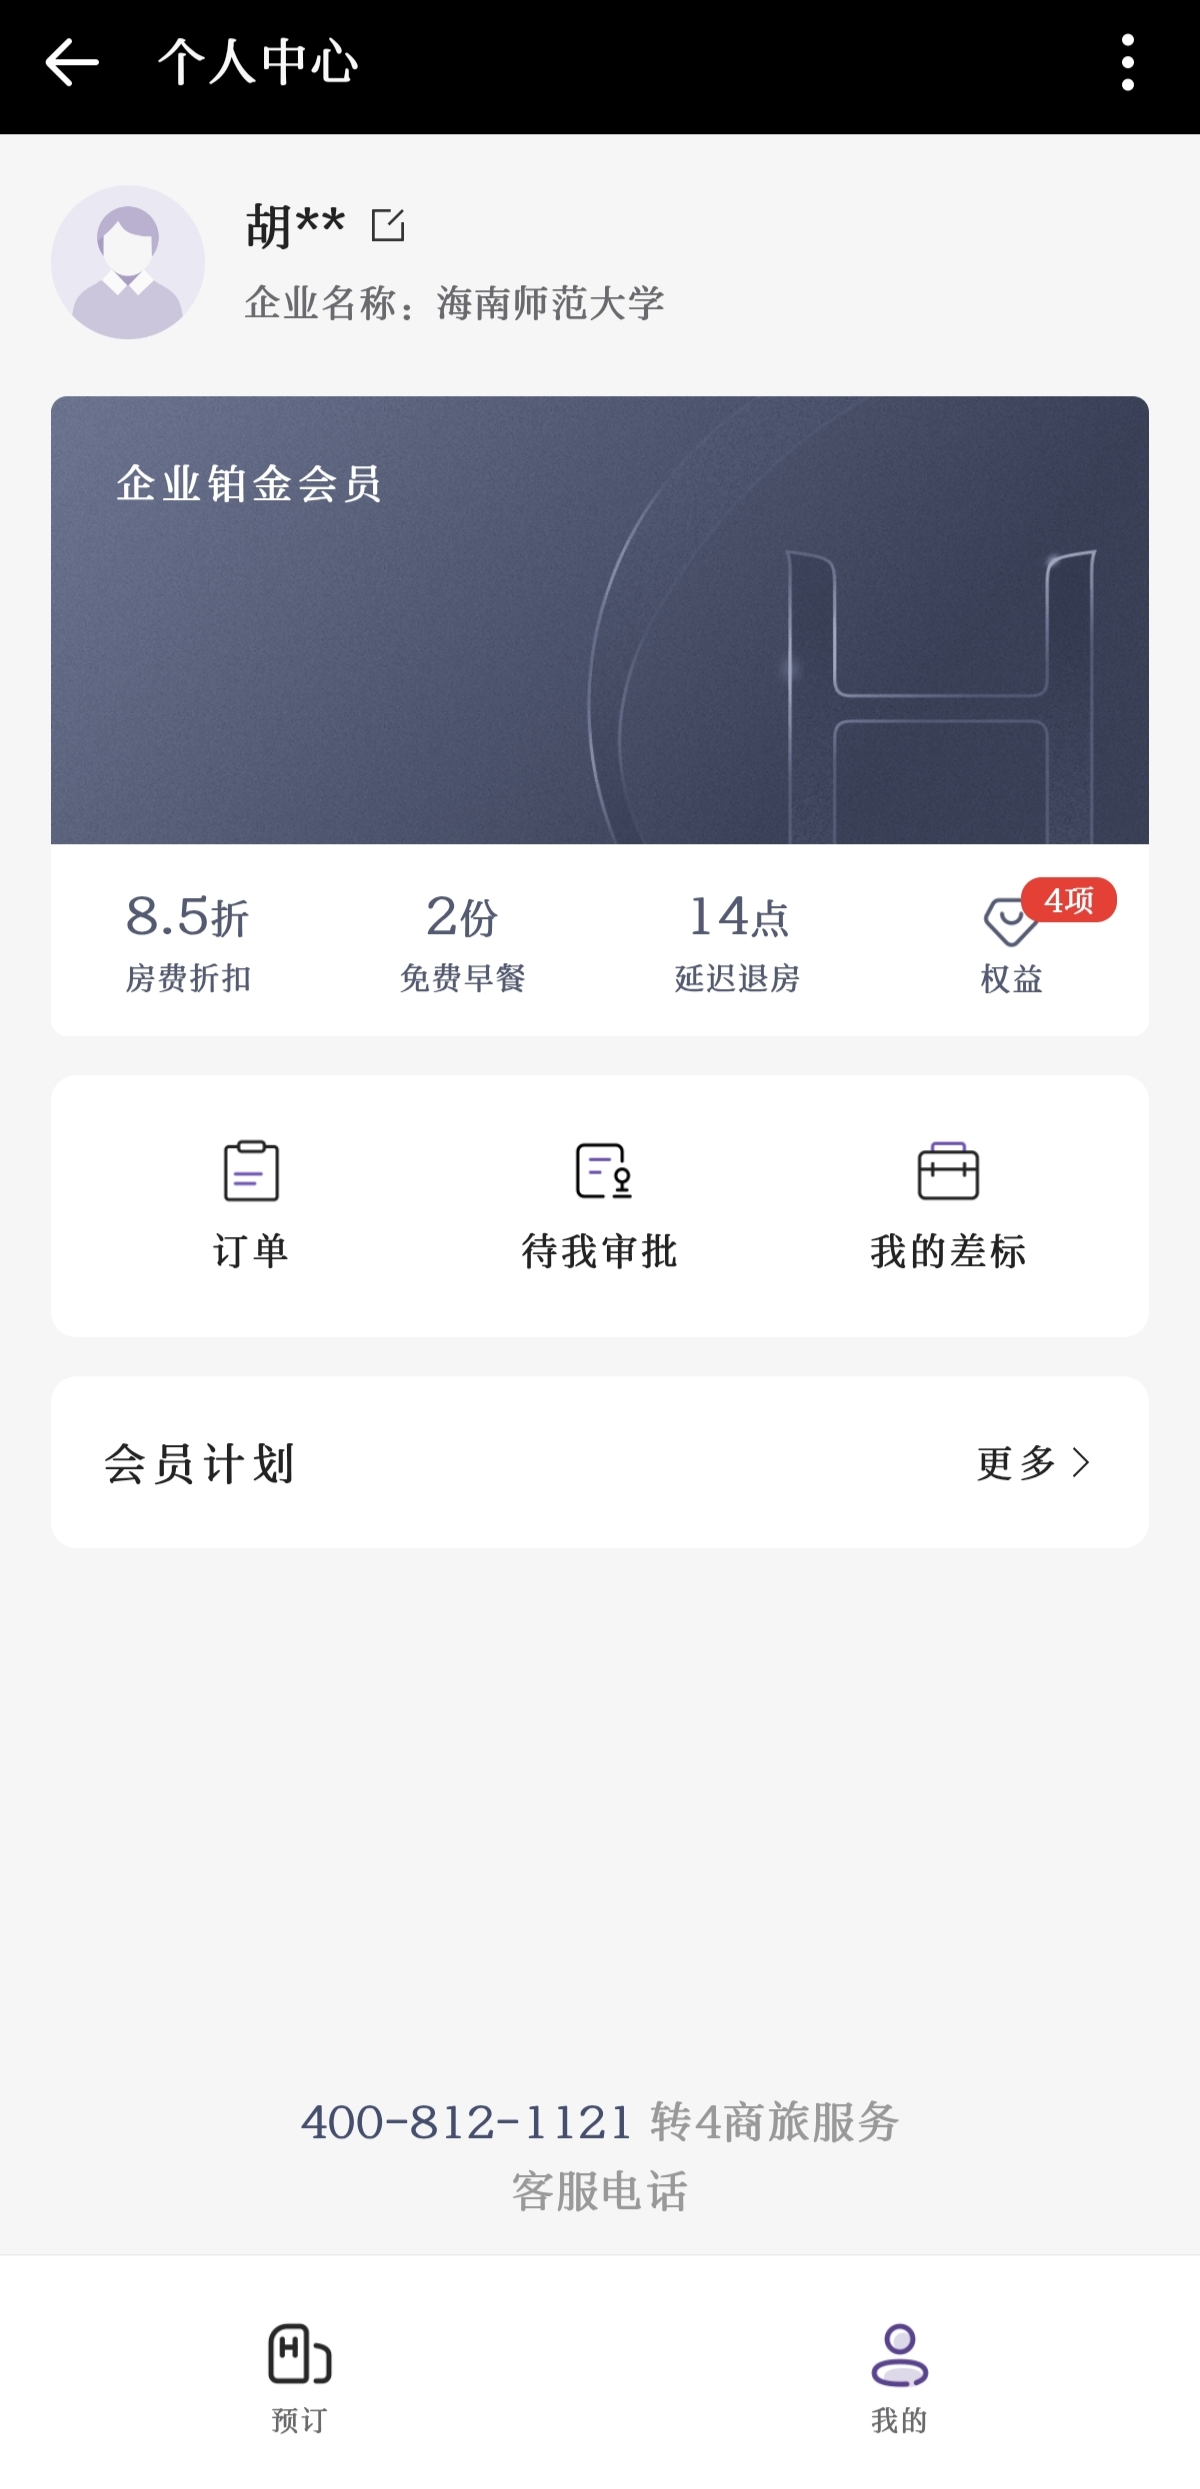 个人中心
胡**
企业名称：海南师范大学
企业铂金会员
8.5折
2份
14点
4项
房费折扣
免费早餐
延迟退房
权益
订单
待我审批
我的差标
会员计划
更多
400-812-1121 转4商旅服务
客服电话
预订
我的